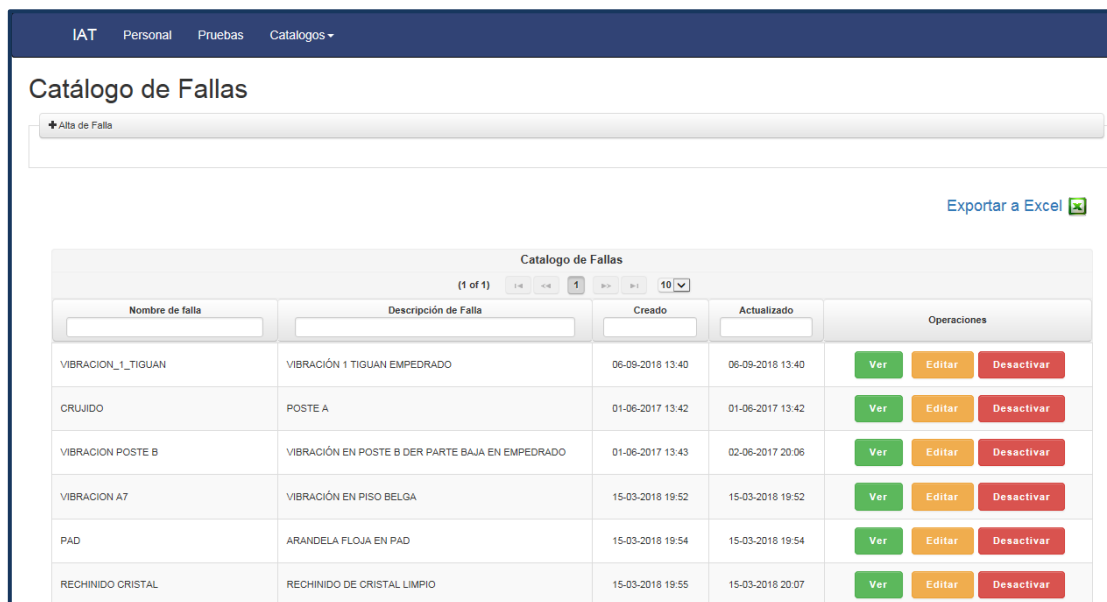 IAT Personal Pruebas Catalogos
Catálogo de Fallas
Alta de Falla
Exportar a Excel
Catalogo de Fallas
(1 of 1) 1 10
Nombre de falla Descripción de Falla Creado Actualizado Operaciones
VIBRACION_1_TIGUAN VIBRACIÓN 1 TIGUAN EMPEDRADO 06-09-2018 13:40 06-09-2018 13:40 Ver Editar Desactivar
CRUJIDO POSTE A 01-06-2017 13:42 01-06-2017 13:42 Ver Editar Desactivar
VIBRACION POSTE B VIBRACIÓN EN POSTE B DER PARTE BAJA EN EMPEDRADO 01-06-2017 13:43 02-06-2017 20:06 Ver Editar Desactivar
VIBRACION A7 VIBRACIÓN EN PISO BELGA 15-03-2018 19:52 15-03-2018 19:52 Ver Editar Desactivar
PAD ARANDELA FLOJA EN PAD 15-03-2018 19:54 15-03-2018 19:54 Ver Editar Desactivar
RECHINIDO CRISTAL RECHINIDO DE CRISTAL LIMPIO 15-03-2018 19:55 15-03-2018 20:07 Ver Editar Desactivar